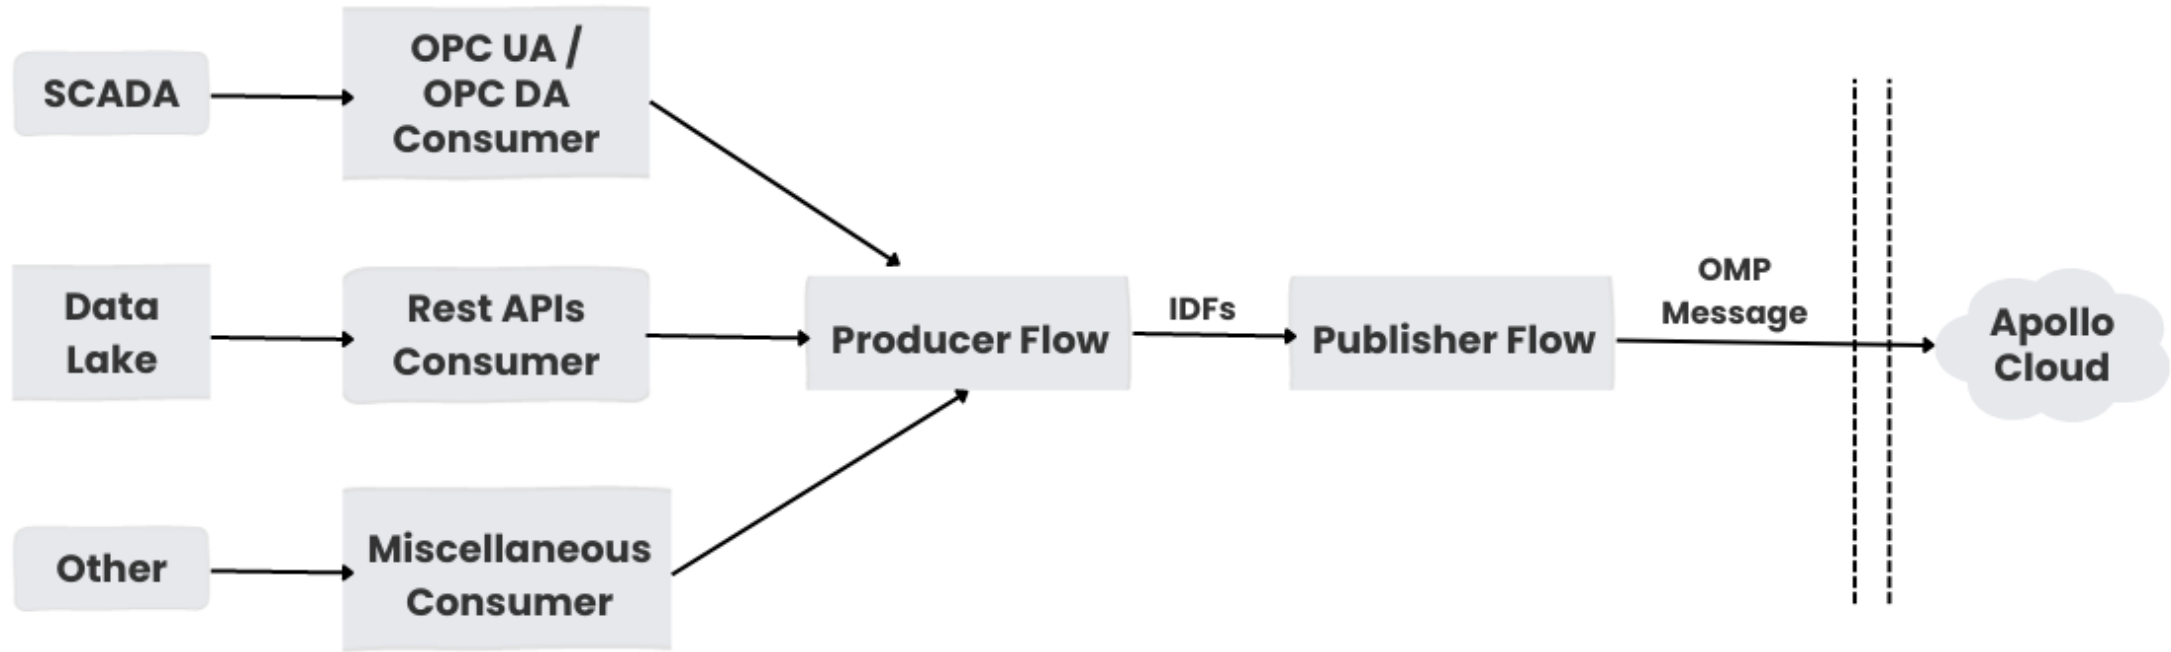 SCADA
OPC UA /
OPC DA
Consumer
Data
Lake
Rest APIs
Consumer
Other
Miscellaneous
Consumer
Producer Flow
IDFs
Publisher Flow
OMP
Message
Apollo
Cloud